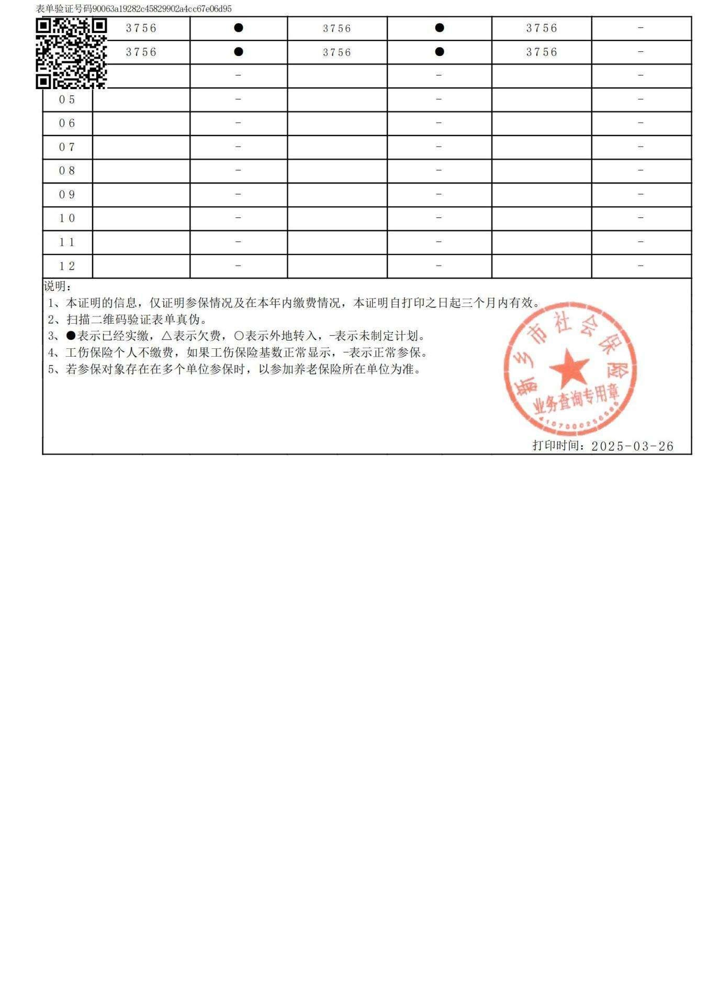 表单验证号码90063a19282c45829902a4cc67e06d95
3756 ● 3756 ● 3756 -
3756 ● 3756 ● 3756 -
- - -
05 - - -
06 - - -
07 - - -
08 - - -
09 - - -
10 - - -
11 - - -
12 - - -
说明：
1、本证明的信息，仅证明参保情况及在本年内缴费情况，本证明自打印之日起三个月内有效。
2、扫描二维码验证表单真伪。
3、●表示已经实缴，△表示欠费，○表示外地转入，-表示未制定计划。
4、工伤保险个人不缴费，如果工伤保险基数正常显示，-表示正常参保。
5、若参保对象存在在多个单位参保时，以参加养老保险所在单位为准。
新乡市社会保险
业务查询专用章
打印时间：2025-03-26